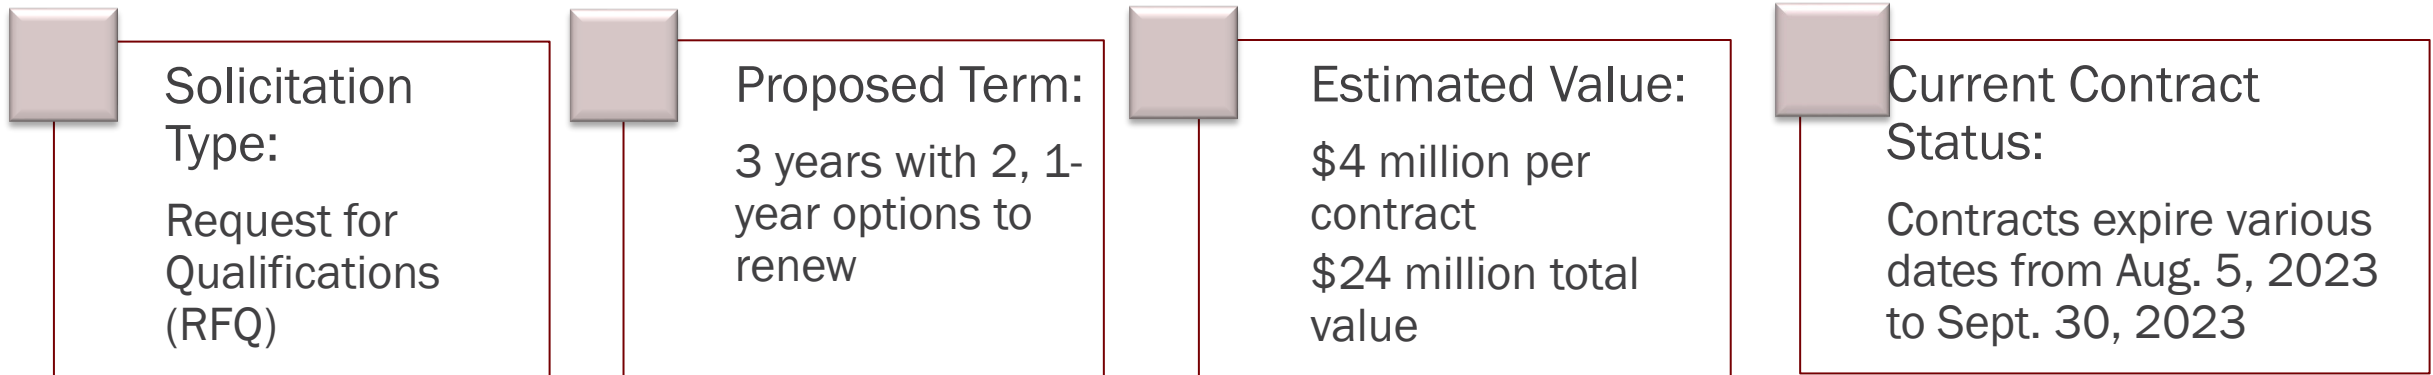 Solicitation
Type:
Request for
Qualifications
(RFQ)
Proposed Term:
3 years with 2, 1-
year options to
renew
Estimated Value:
$4 million per
contract
$24 million total
value
Current Contract
Status:
Contracts expire various
dates from Aug. 5, 2023
to Sept. 30, 2023